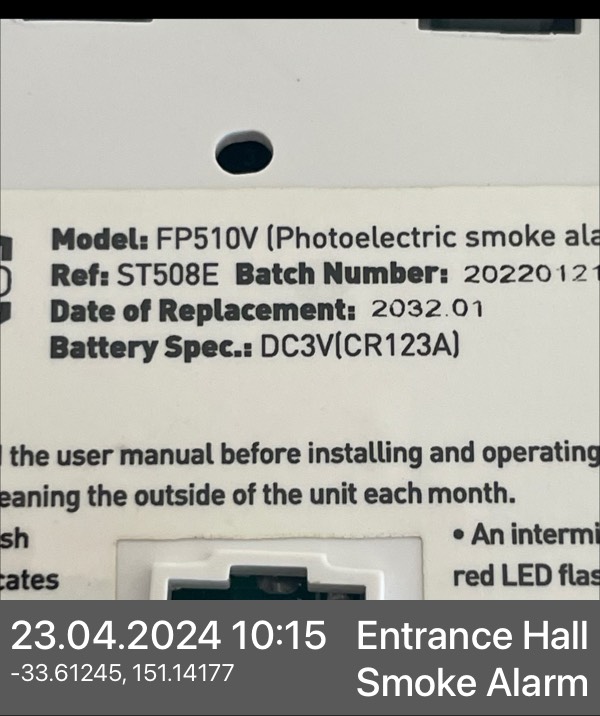 Model: FP510V (Photoelectric smoke ala
Ref: ST508E Batch Number: 20220121
Date of Replacement: 2032.01
Battery Spec.: DC3V(CR123A)
the user manual before installing and operating
eaning the outside of the unit each month.
sh
• An intermi
cates
red LED flas
23.04.2024 10:15
-33.61245, 151.14177
Entrance Hall
Smoke Alarm